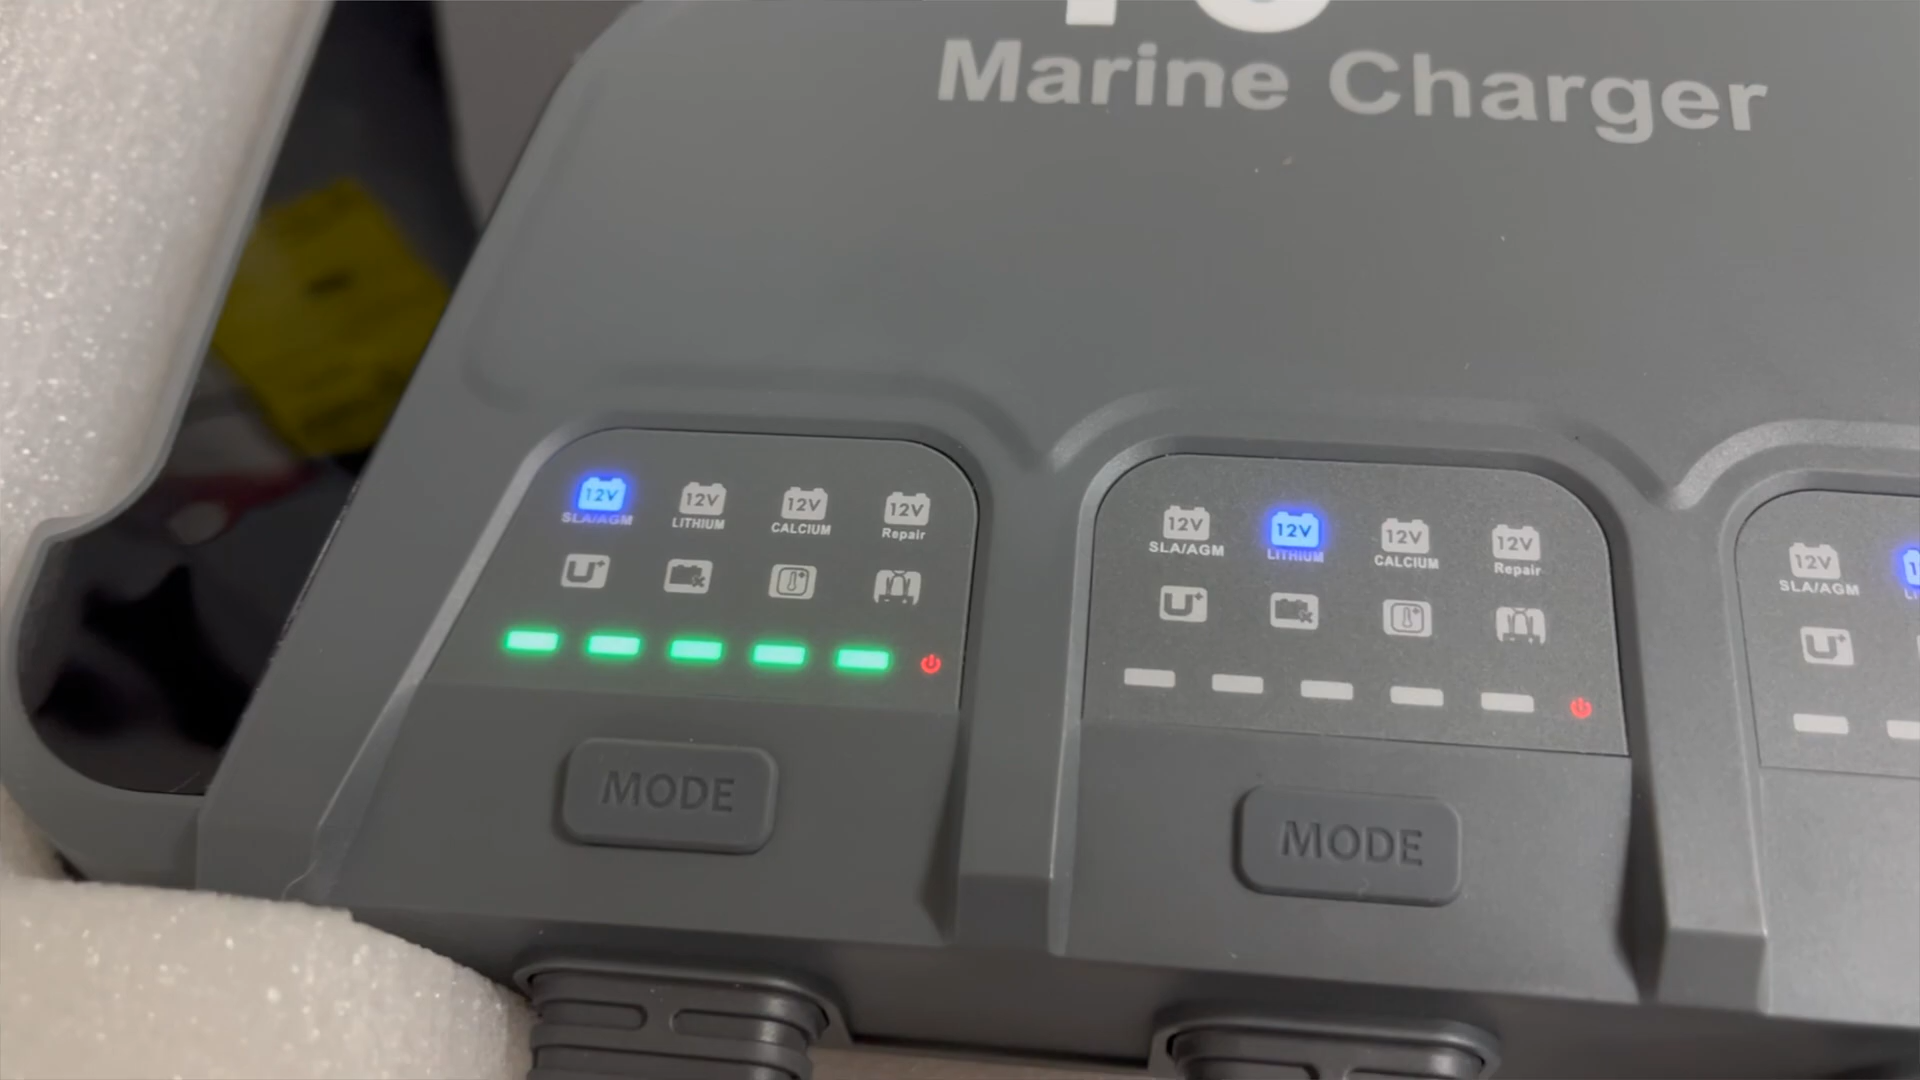 Marine Charger
12V 12V 12V 12V
SLA/AGM LITHIUM CALCIUM Repair
U+
MODE
12V 12V 12V 12V
SLA/AGM LITHIUM CALCIUM Repair
U+
MODE
12V
SLA/AGM
U+